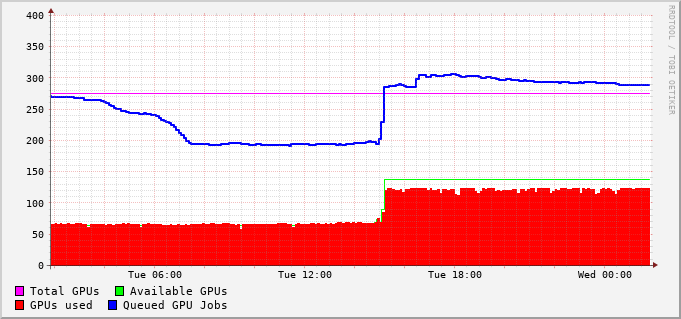 400
350
300
250
200
150
100
50
0
Tue 06:00 Tue 12:00 Tue 18:00 Wed 00:00
Total GPUs Available GPUs
GPUs used Queued GPU Jobs
RRDTOOL / TOBI OETIKER